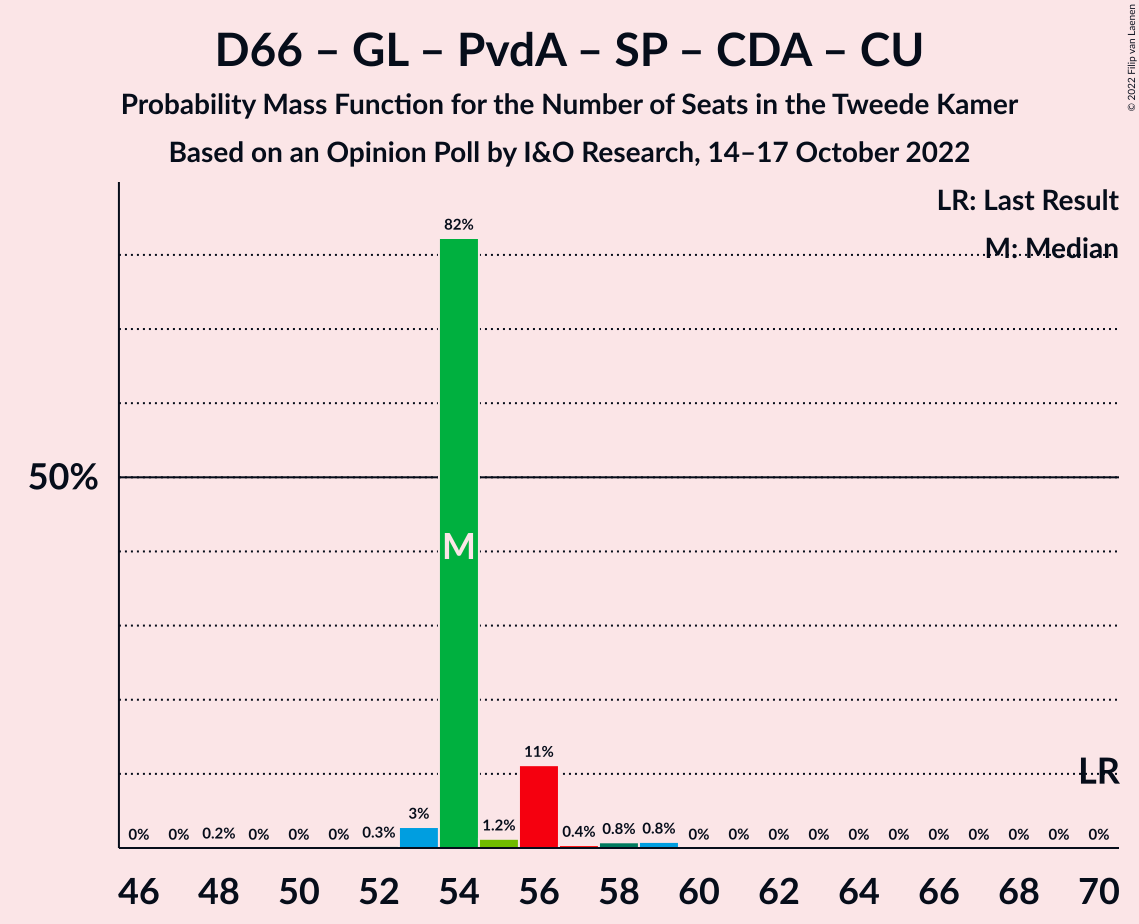 D66 – GL – PvdA – SP – CDA – CU
Probability Mass Function for the Number of Seats in the Tweede Kamer
Based on an Opinion Poll by I&O Research, 14–17 October 2022
© 2022 Filip van Laenen
LR: Last Result
M: Median
82%
50%
M
11%
LR
0% 0% 0.2% 0% 0% 0% 0.3% 3% 1.2% 0.4% 0.8% 0.8% 0% 0% 0% 0% 0% 0% 0% 0% 0% 0% 0%
46 48 50 52 54 56 58 60 62 64 66 68 70